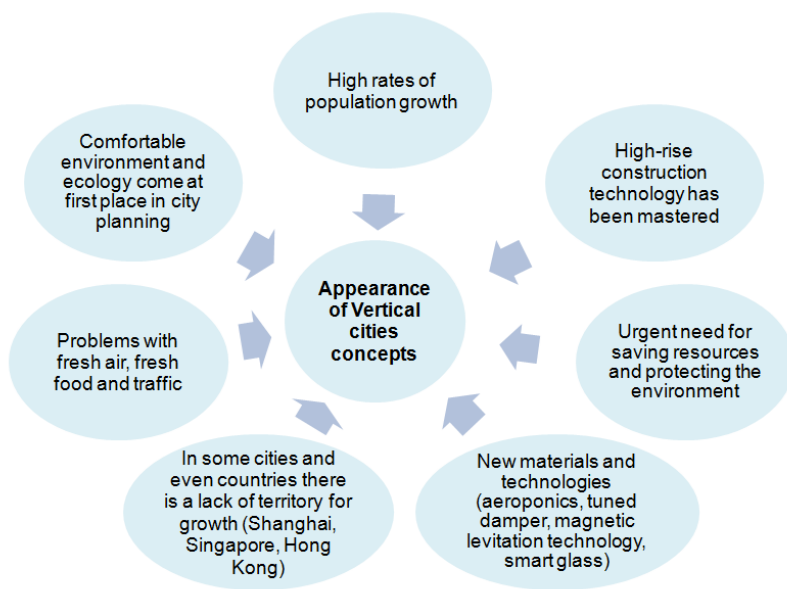 High rates of
population growth
Comfortable
environment and
ecology come at
first place in city
planning
High-rise
construction
technology has
been mastered
Appearance
of Vertical
cities
concepts
Problems with
fresh air, fresh
food and traffic
Urgent need for
saving resources
and protecting the
environment
In some cities and
even countries there
is a lack of territory for
growth (Shanghai,
Singapore, Hong
Kong)
New materials and
technologies
(aeroponics, tuned
damper, magnetic
levitation technology,
smart glass)